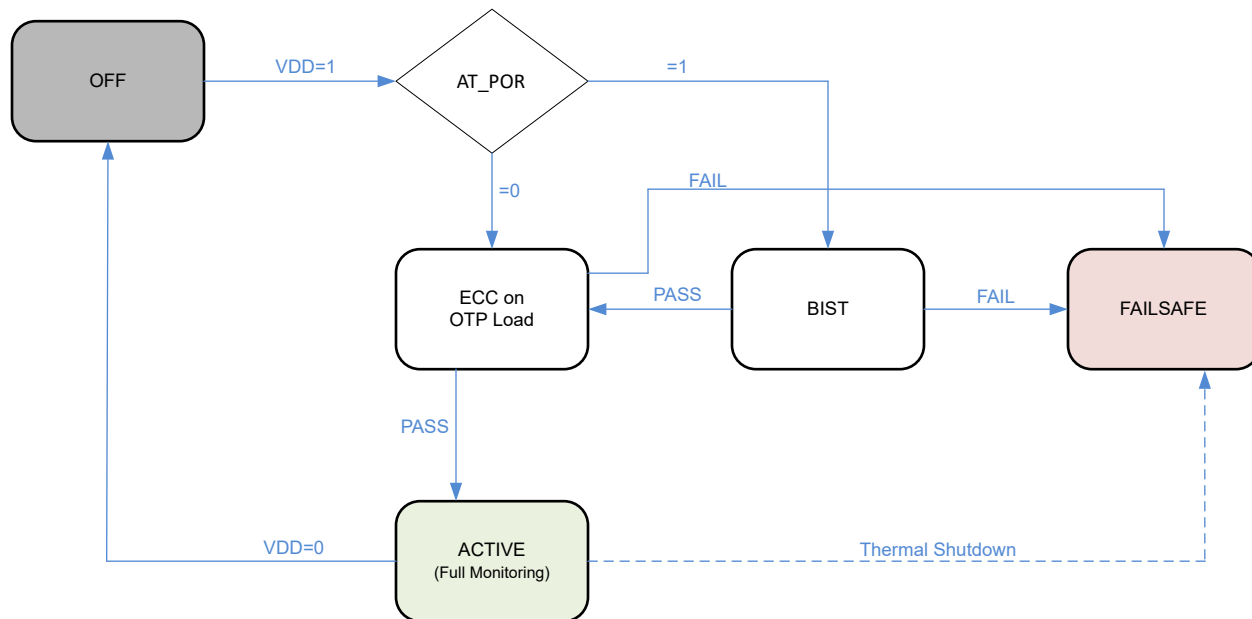 OFF
VDD=1
AT_POR
=1
=0
FAIL
ECC on
OTP Load
PASS
BIST
FAIL
FAILSAFE
PASS
VDD=0
ACTIVE
(Full Monitoring)
Thermal Shutdown